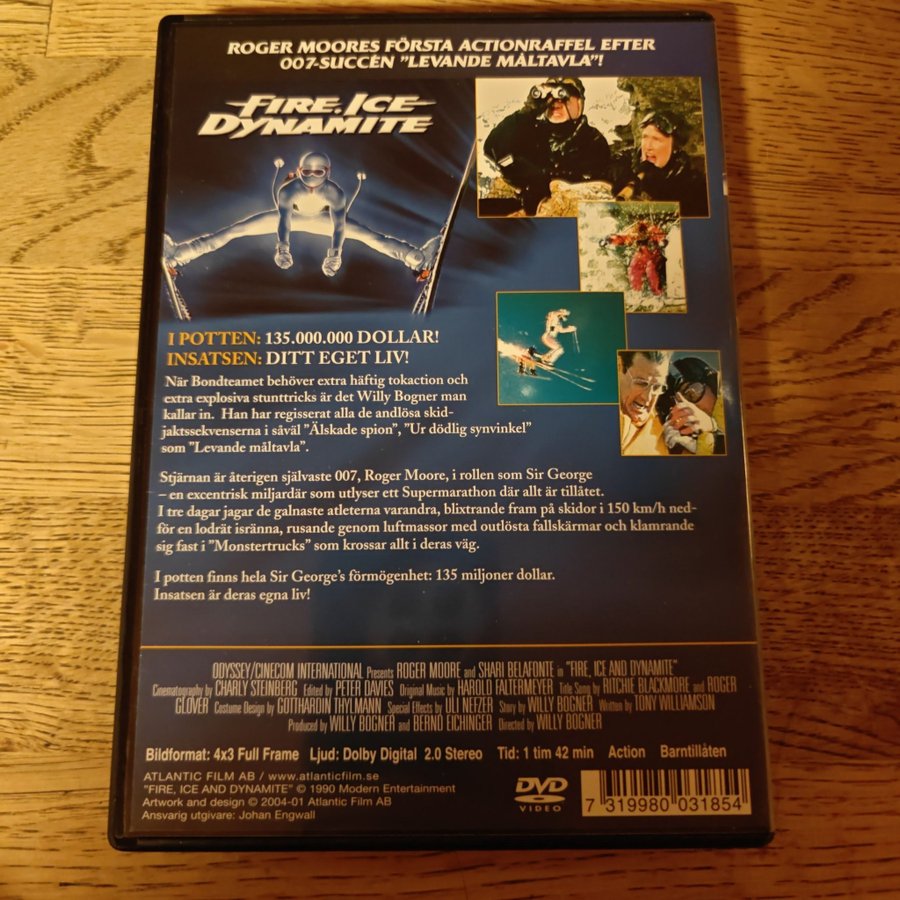 ROGER MOORES FÖRSTA ACTIONRAFFEL EFTER
007-SUCCÉN ”LEVANDE MÅLTAVLA”!
FIRE, ICE
DYNAMITE
I POTTEN: 135.000.000 DOLLAR!
INSATSEN: DITT EGET LIV!
När Bondteamet behöver extra häftig tokaction och
extra explosiva stunttricks är det Willy Bogner man
kallar in. Han har regisserat alla de andlösa skid-
jaktssekvenserna i såväl ”Älskade spion”, ”Ur dödlig synvinkel”
som ”Levande måltavla”.
Stjärnan är återigen självaste 007, Roger Moore, i rollen som Sir George
– en excentrisk miljardär som utlyser ett Supermarathon där allt är tillåtet.
I tre dagar jagar de galnaste atleterna varandra, blixtrande fram på skidor i 150 km/h ned-
för en lodrät isränna, rusande genom luftmassor med outlösta fallskärmar och klamrande
sig fast i ”Monstertrucks” som krossar allt i deras väg.
I potten finns hela Sir George’s förmögenhet: 135 miljoner dollar.
Insatsen är deras egna liv!
ODYSSEY/CINECOM INTERNATIONAL Presents ROGER MOORE and SHARI BELAFONTE in "FIRE, ICE AND DYNAMITE"
Cinematography by CHARLY STEINBERG Edited by PETER DAVIES Original Music by HAROLD FALTERMEYER Title Song by RITCHIE BLACKMORE and ROGER
GLOVER Costume Design by GOTTHARDIN THYLMANN Special Effects by ULI NEFZER Story by WILLY BOGNER Written by TONY WILLIAMSON
Produced by WILLY BOGNER and BERND EICHINGER Directed by WILLY BOGNER
Bildformat: 4x3 Full Frame Ljud: Dolby Digital 2.0 Stereo Tid: 1 tim 42 min Action Barntillåten
ATLANTIC FILM AB / www.atlanticfilm.se
"FIRE, ICE AND DYNAMITE" © 1990 Modern Entertainment
Artwork and design © 2004-01 Atlantic Film AB
Ansvarig utgivare: Johan Engwall
DVD
VIDEO
7 319980 031854